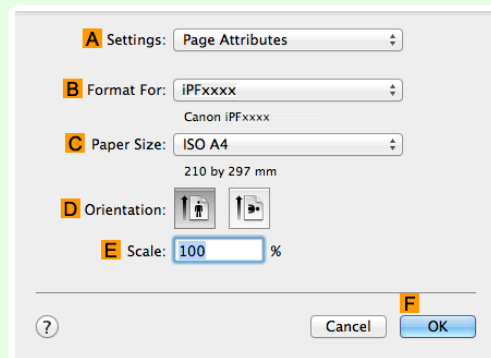 A Settings: Page Attributes
B Format For: iPFxxxx
Canon iPFxxxx
C Paper Size: ISO A4
210 by 297 mm
D Orientation:
E Scale: 100 %
F
? Cancel OK